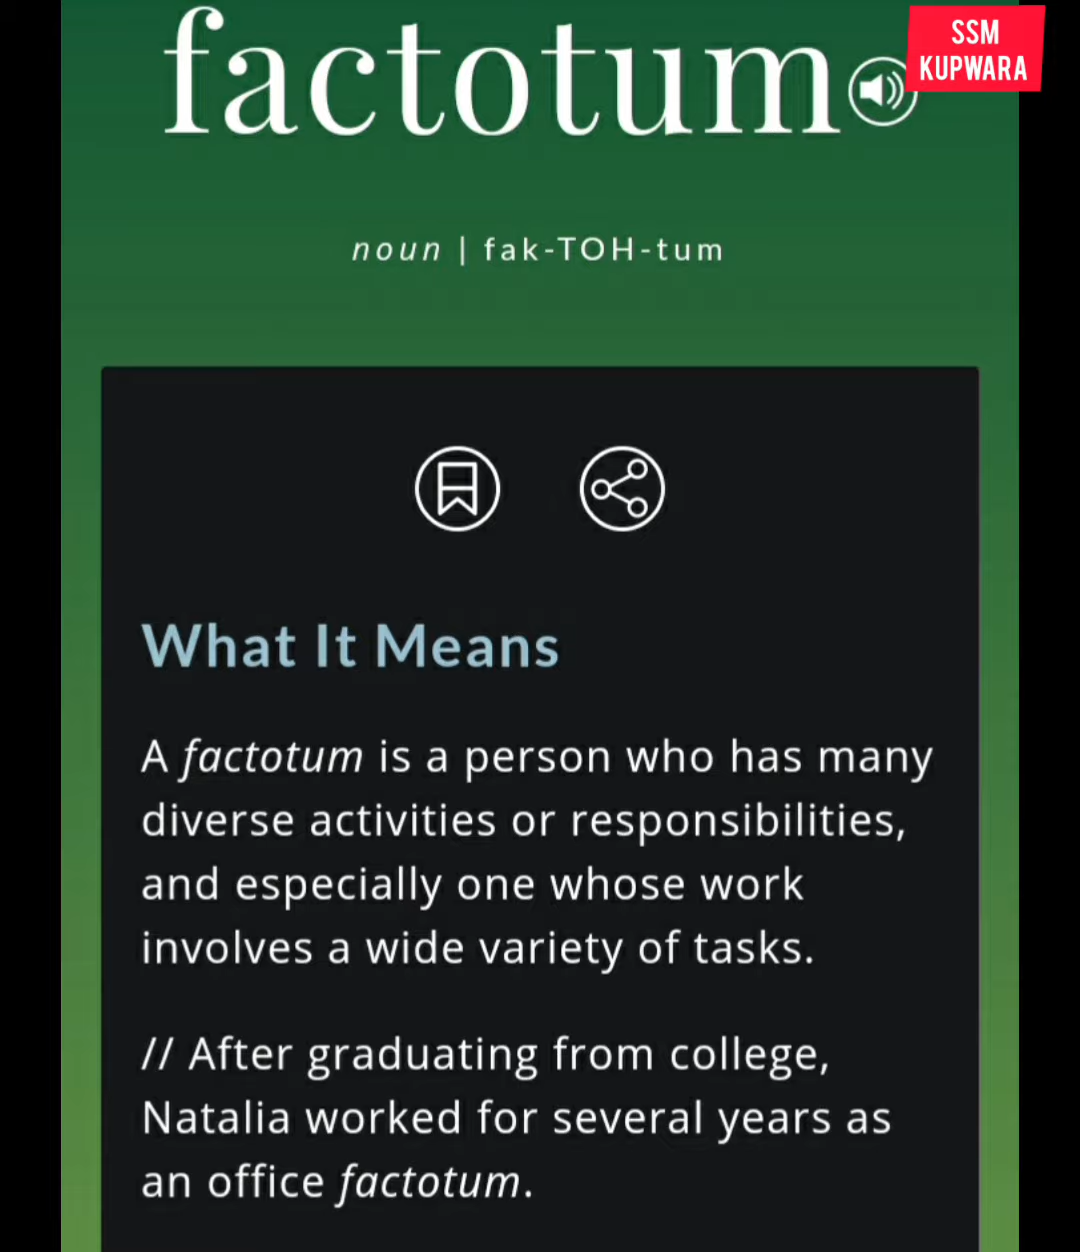 factotum
SSM
KUPWARA
noun | fak-TOH-tum
What It Means
A factotum is a person who has many
diverse activities or responsibilities,
and especially one whose work
involves a wide variety of tasks.
// After graduating from college,
Natalia worked for several years as
an office factotum.